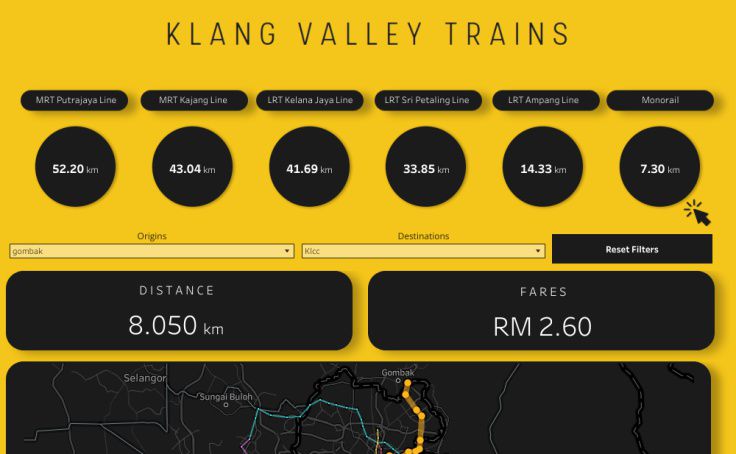 KLANG VALLEY TRAINS
MRT Putrajaya Line
MRT Kajang Line
LRT Kelana Jaya Line
LRT Sri Petaling Line
LRT Ampang Line
Monorail
52.20 km
43.04 km
41.69 km
33.85 km
14.33 km
7.30 km
Origins
Destinations
gombak
Klcc
Reset Filters
DISTANCE
FARES
8.050 km
RM 2.60
Gombak
Selangor
Sungai Buloh